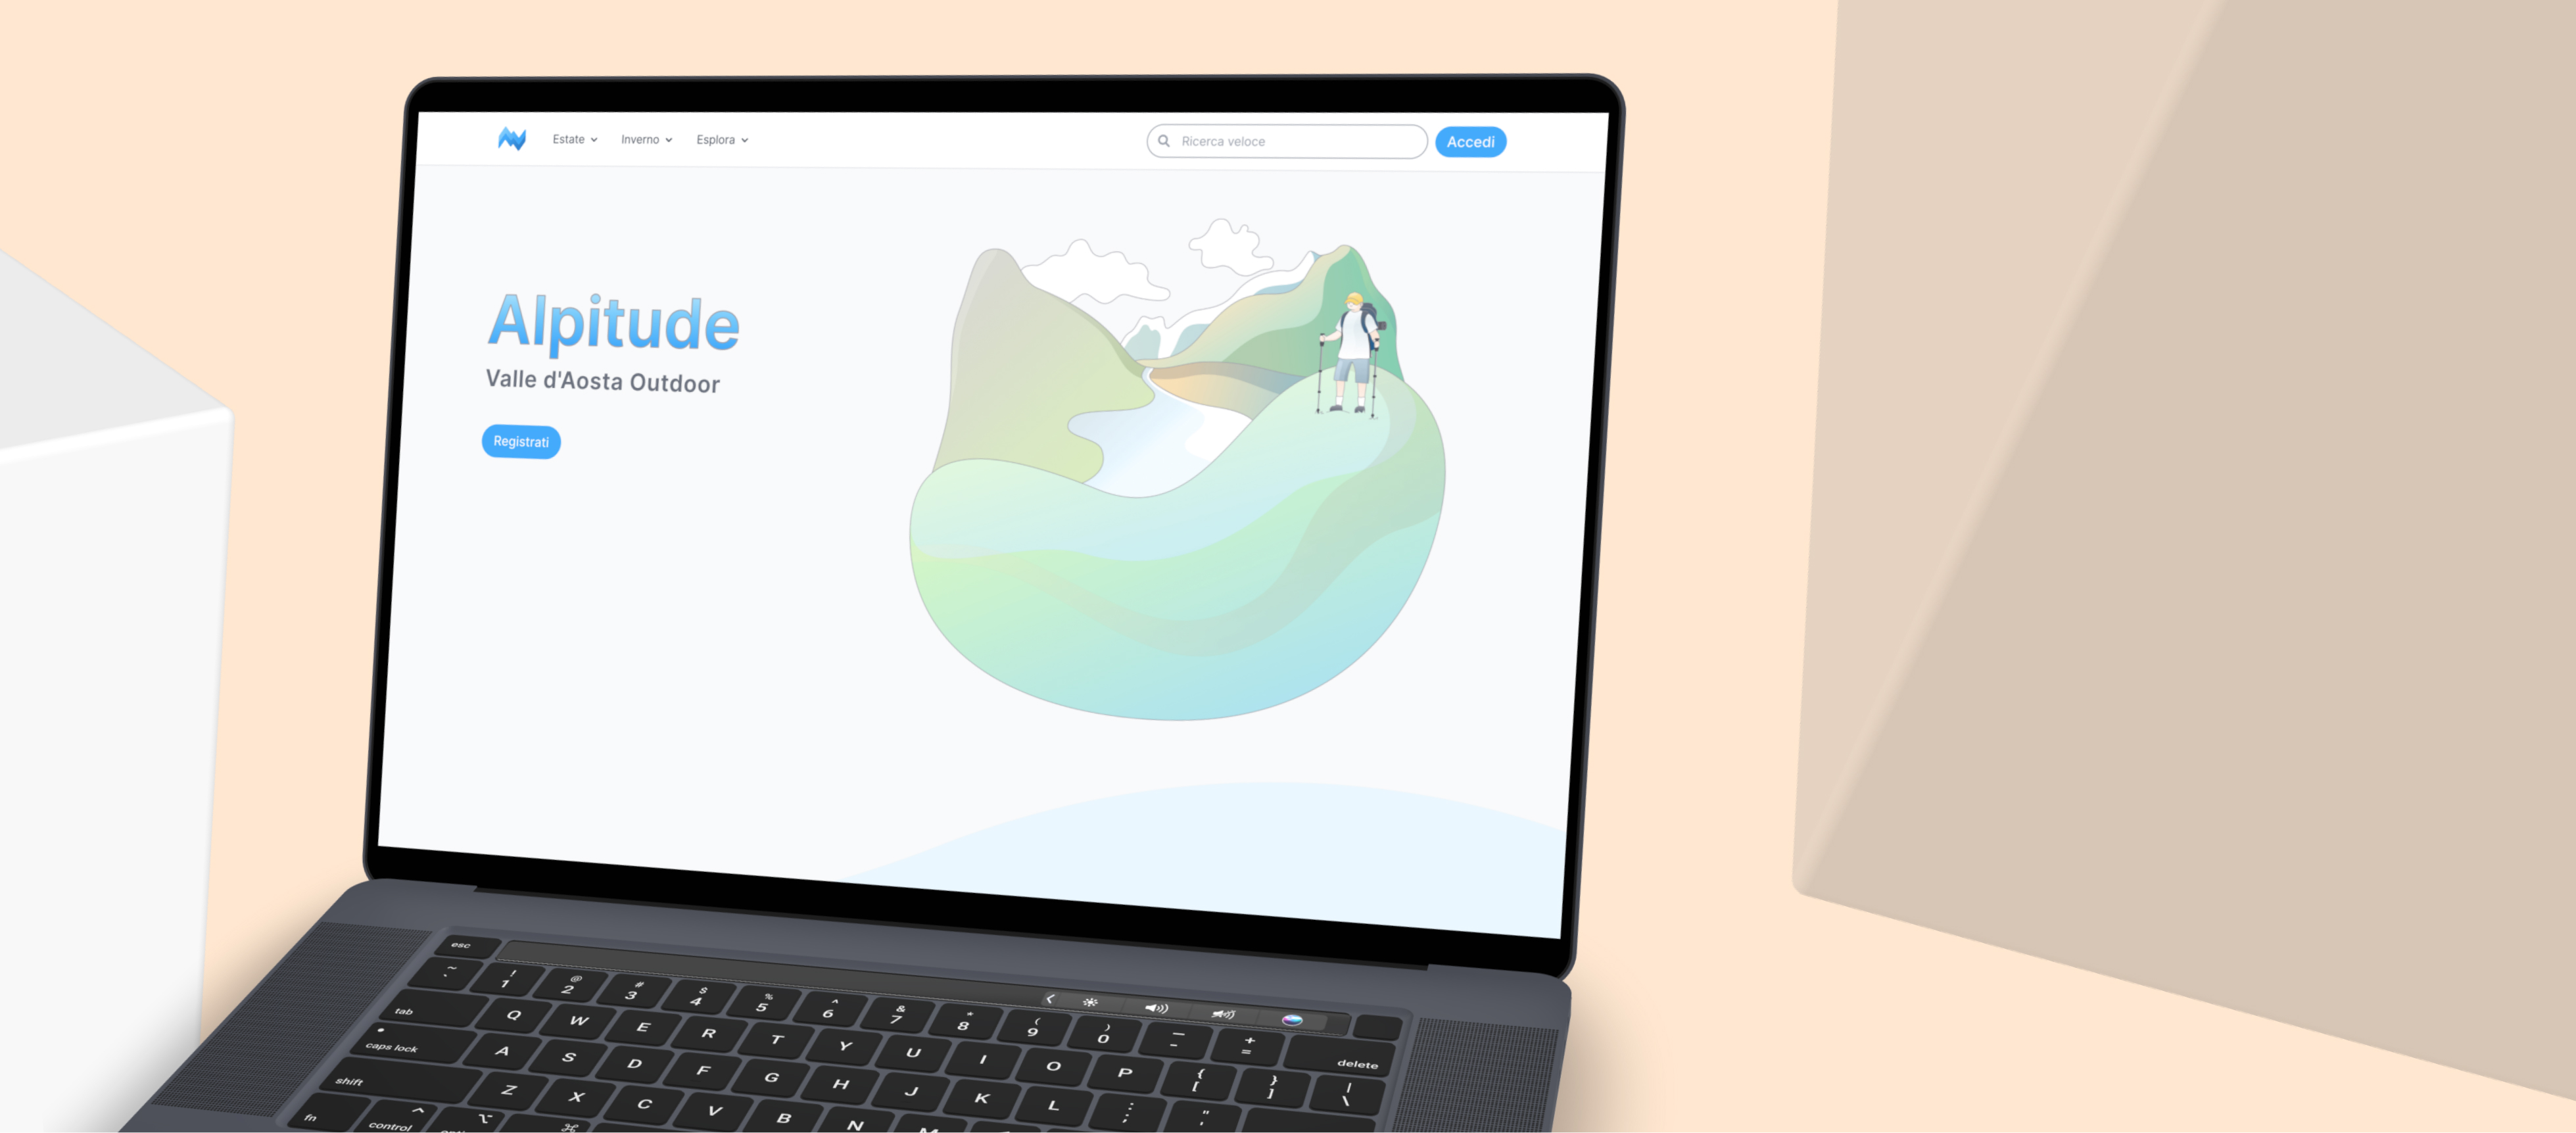 Estate Inverno Esplora Ricerca veloce Accedi
Alpitude
Valle d'Aosta Outdoor
Registrati
esc
~ ! @ # $ % ^ & * ( ) — +
` 1 2 3 4 5 6 7 8 9 0 - =
tab Q W E R T Y U I O P { [ } ] | \
delete
caps lock A S D F G H J K L : ; " '
shift Z X C V B N M
fn control